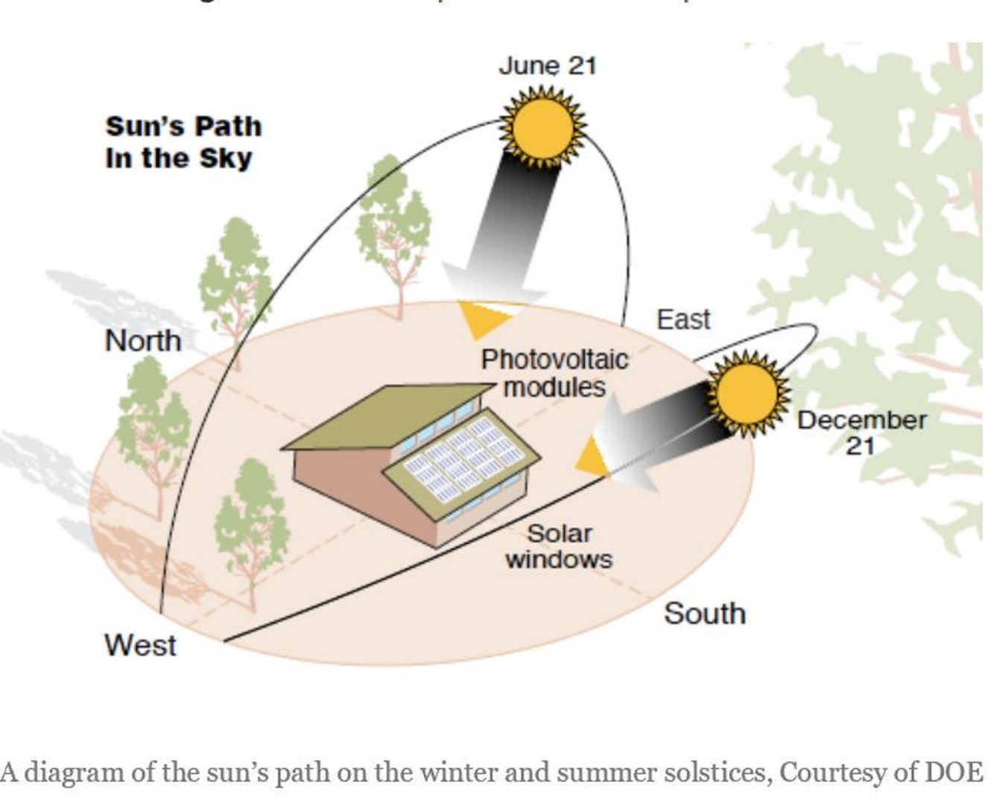 June 21
Sun's Path
In the Sky
North
East
Photovoltaic
modules
December
21
Solar
windows
South
West
A diagram of the sun's path on the winter and summer solstices, Courtesy of DOE